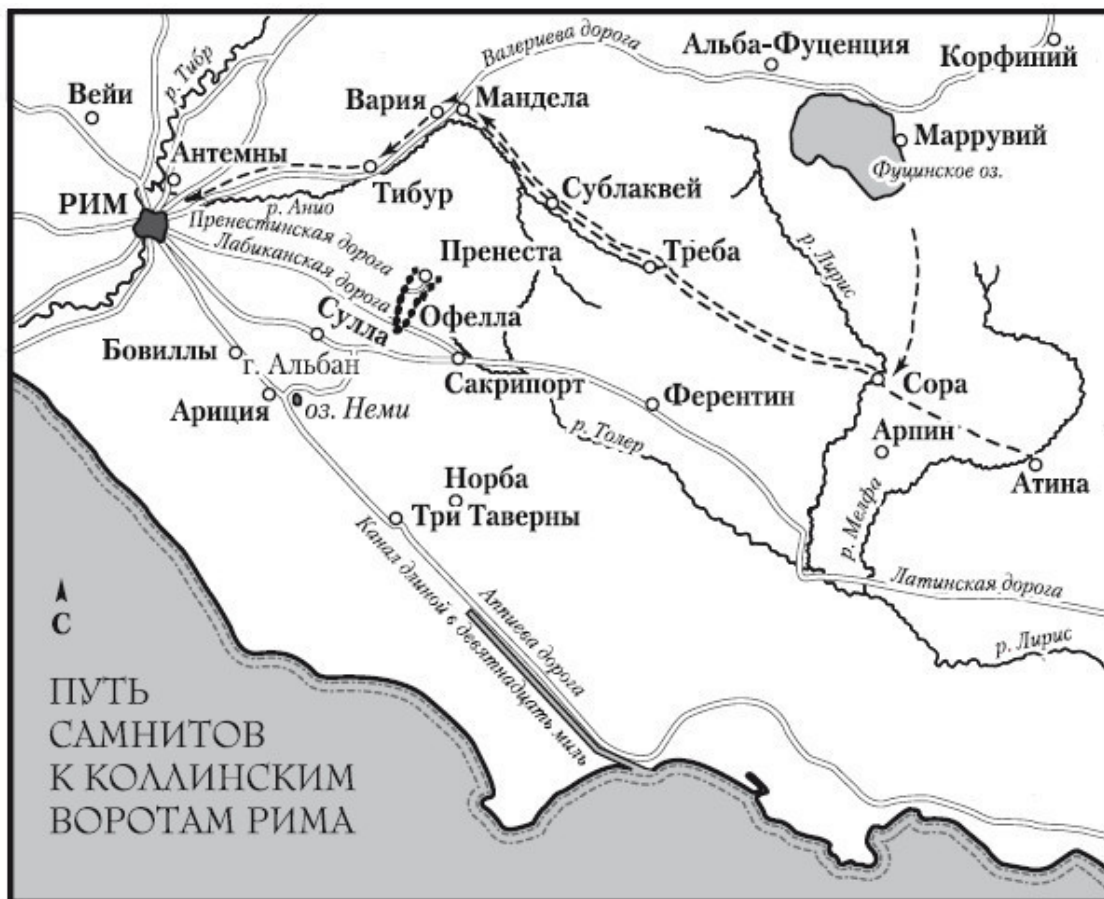 Валериева дорога
Альба-Фуценция
Корфиний
р. Тибр
Вейи
Вария
Мандела
Маррувий
Фуцинское оз.
Антемны
Тибур
РИМ
р. Анио
Сублаквей
Пренестинская дорога
Пренеста
Треба
р. Лирис
Лабиканская дорога
Сулла
Офелла
Бовиллы
г. Альбан
Сакрипорт
Сора
Ариция
оз. Неми
Ферентин
Арпин
р. Толер
Атина
Норба
Три Таверны
р. Мелфа
Канал длиной в девятнадцать миль
Аппиева дорога
Латинская дорога
р. Лирис
С
ПУТЬ
САМНИТОВ
К КОЛЛИНСКИМ
ВОРОТАМ РИМА